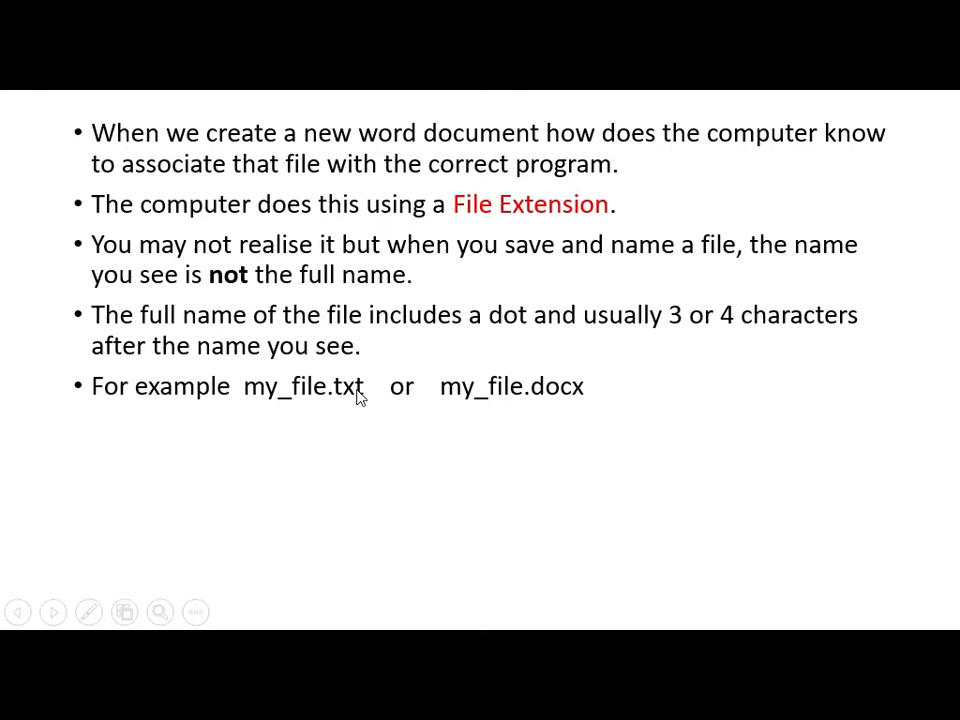 • When we create a new word document how does the computer know
to associate that file with the correct program.
• The computer does this using a File Extension.
• You may not realise it but when you save and name a file, the name
you see is not the full name.
• The full name of the file includes a dot and usually 3 or 4 characters
after the name you see.
• For example my_file.txt or my_file.docx